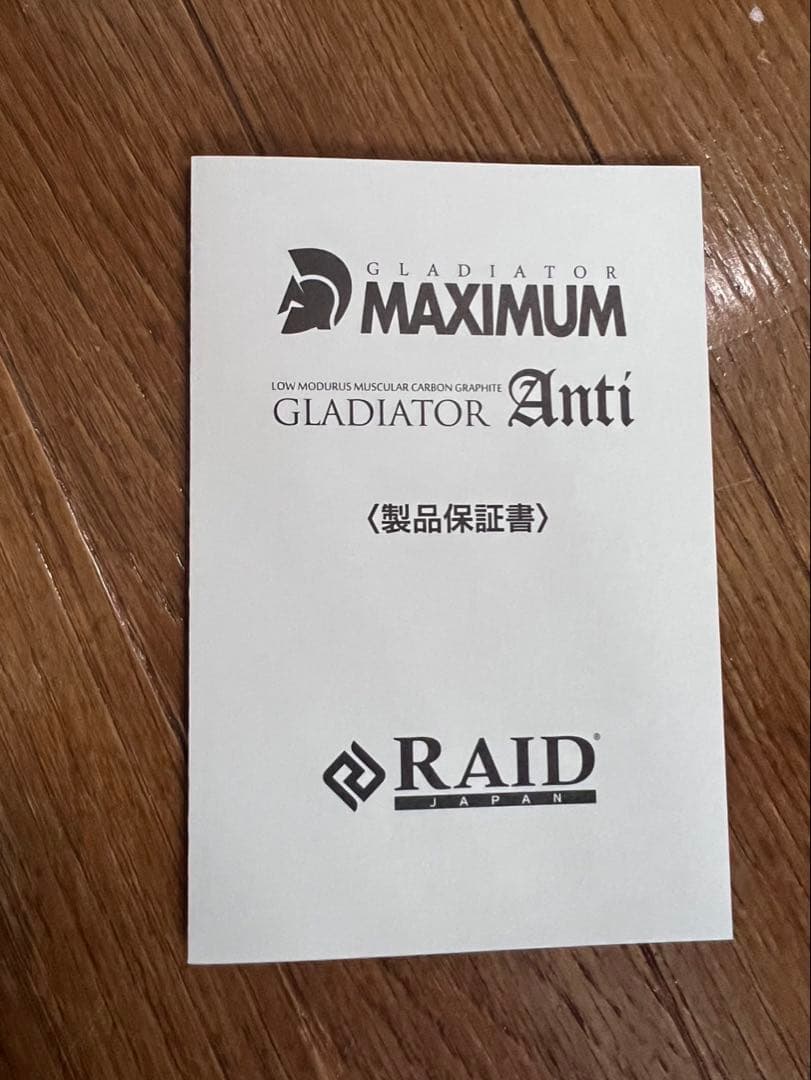 GLADIATOR
MAXIMUM
LOW MODURUS MUSCULAR CARBON GRAPHITE
GLADIATOR Anti
〈製品保証書〉
RAID®
JAPAN